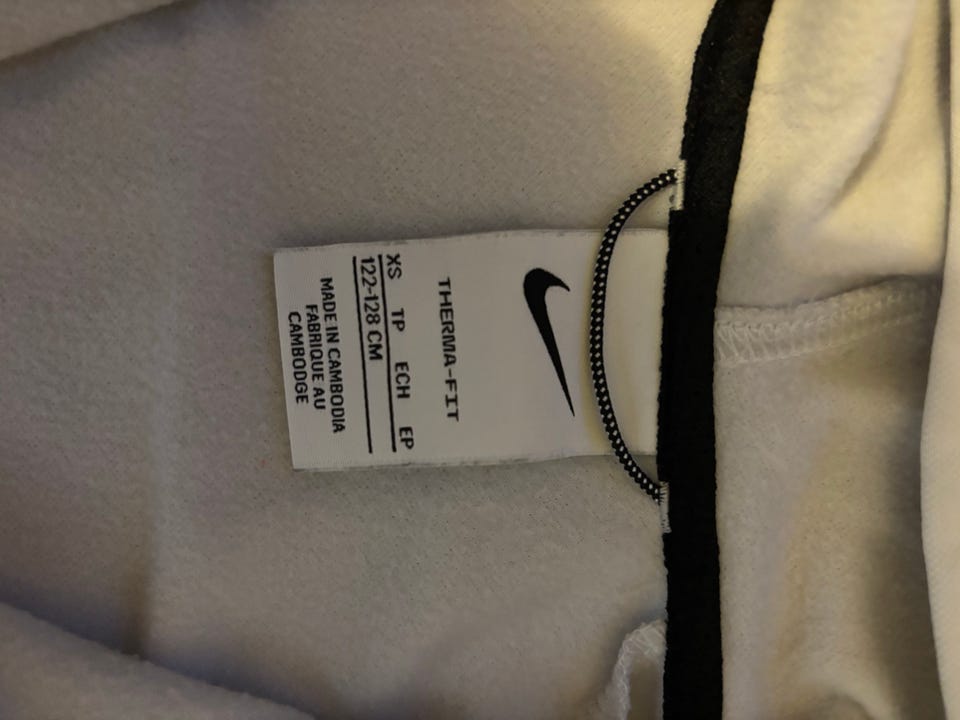 THERMA-FIT
XS TP ECH EP
122-128 CM
MADE IN CAMBODIA
FABRIQUE AU
CAMBODGE